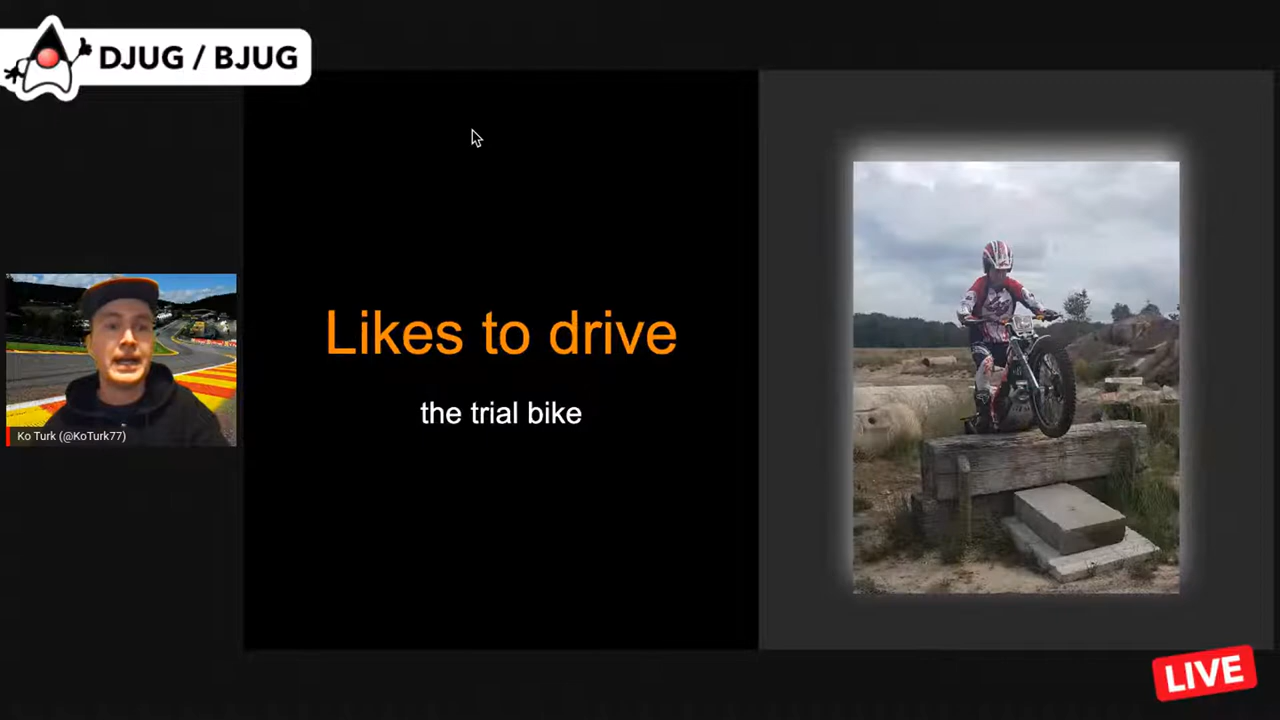 DJUG / BJUG
Likes to drive
the trial bike
Ko Turk (@KoTurk77)
LIVE